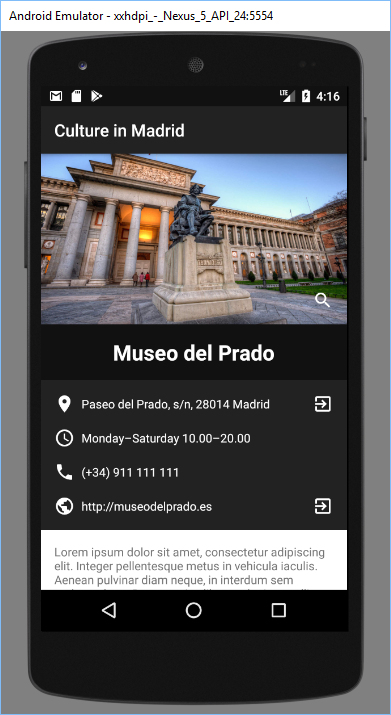 Android Emulator - xxhdpi_-_Nexus_5_API_24:5554
LTE 4:16
Culture in Madrid
Museo del Prado
Paseo del Prado, s/n, 28014 Madrid
Monday–Saturday 10.00–20.00
(+34) 911 111 111
http://museodelprado.es
Lorem ipsum dolor sit amet, consectetur adipiscing
elit. Integer pellentesque metus in vehicula iaculis.
Aenean pulvinar diam neque, in interdum sem